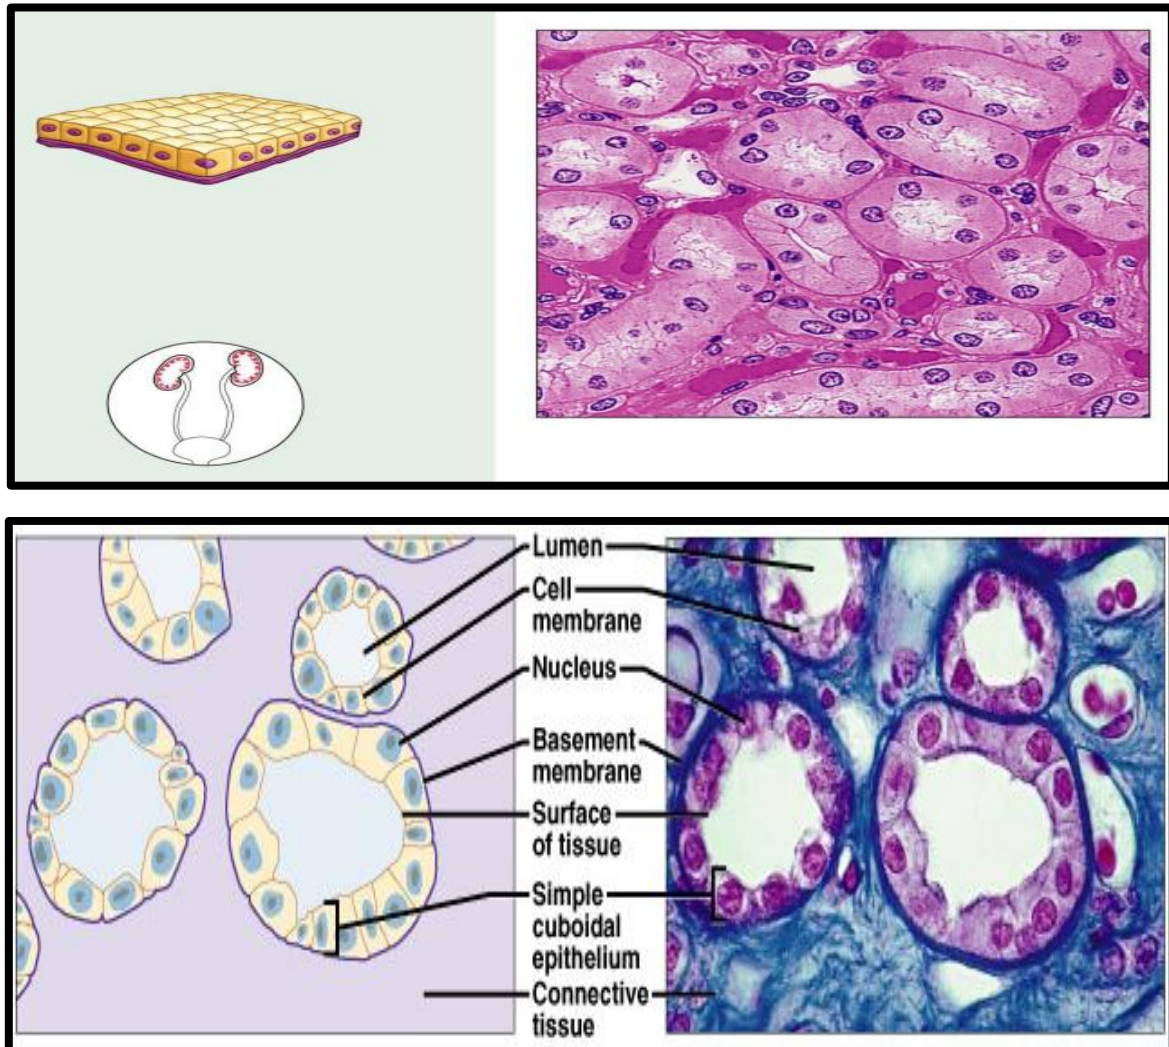 Lumen
Cell
membrane
Nucleus
Basement
membrane
Surface
of tissue
Simple
cuboidal
epithelium
Connective
tissue